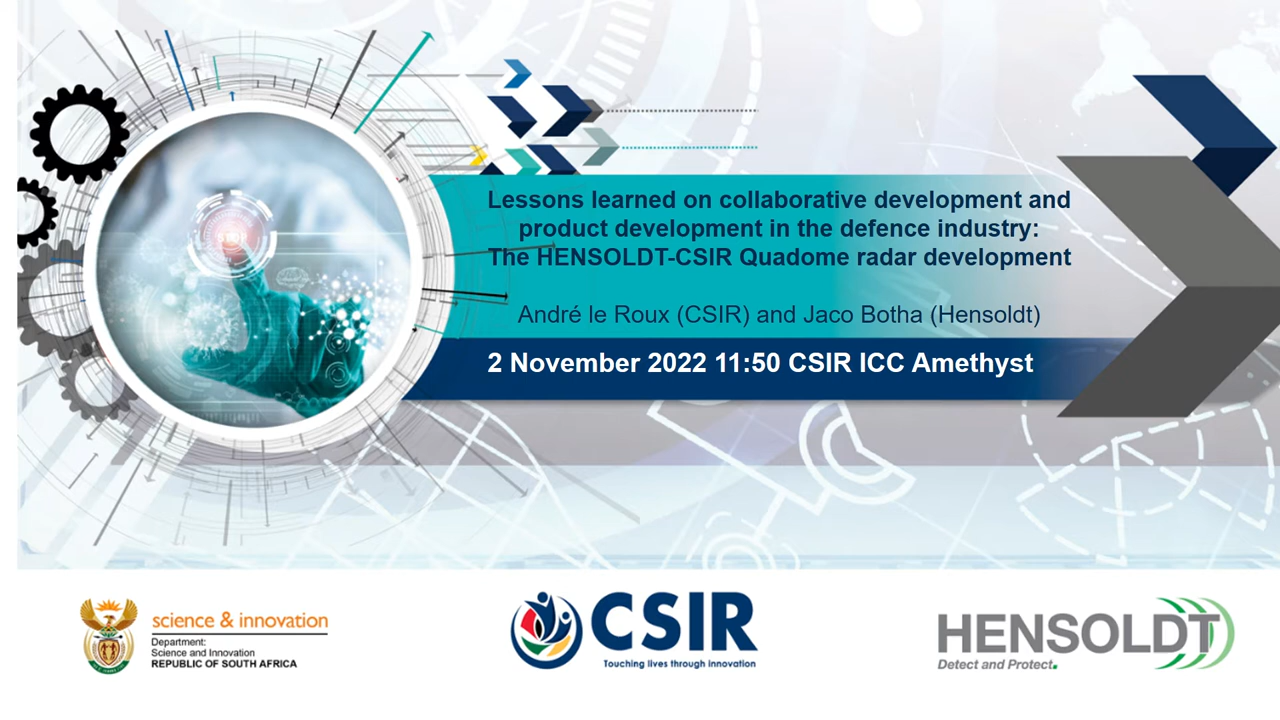 Lessons learned on collaborative development and
product development in the defence industry:
The HENSOLDT-CSIR Quadome radar development
André le Roux (CSIR) and Jaco Botha (Hensoldt)
2 November 2022 11:50 CSIR ICC Amethyst
STOP
science & innovation
Department:
Science and Innovation
REPUBLIC OF SOUTH AFRICA
CSIR
Touching lives through innovation
HENSOLDT
Detect and Protect.